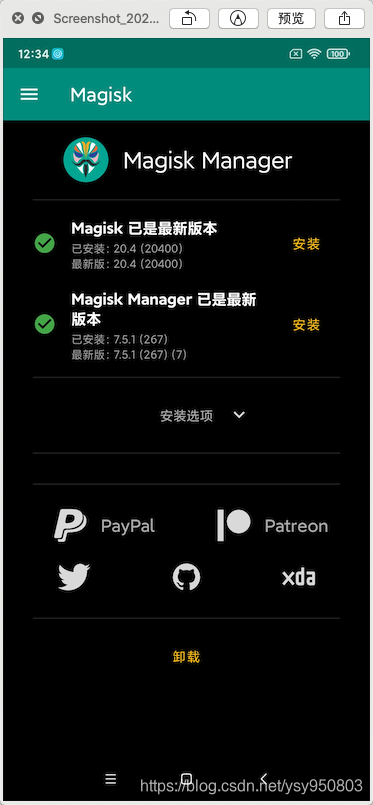 Screenshot_202...
预览
12:34
100
Magisk
Magisk Manager
Magisk 已是最新版本
已安装: 20.4 (20400)
最新版: 20.4 (20400)
安装
Magisk Manager 已是最新
版本
已安装: 7.5.1 (267)
最新版: 7.5.1 (267) (7)
安装
安装选项
PayPal
Patreon
xda
卸载
https://blog.csdn.net/ysy950803